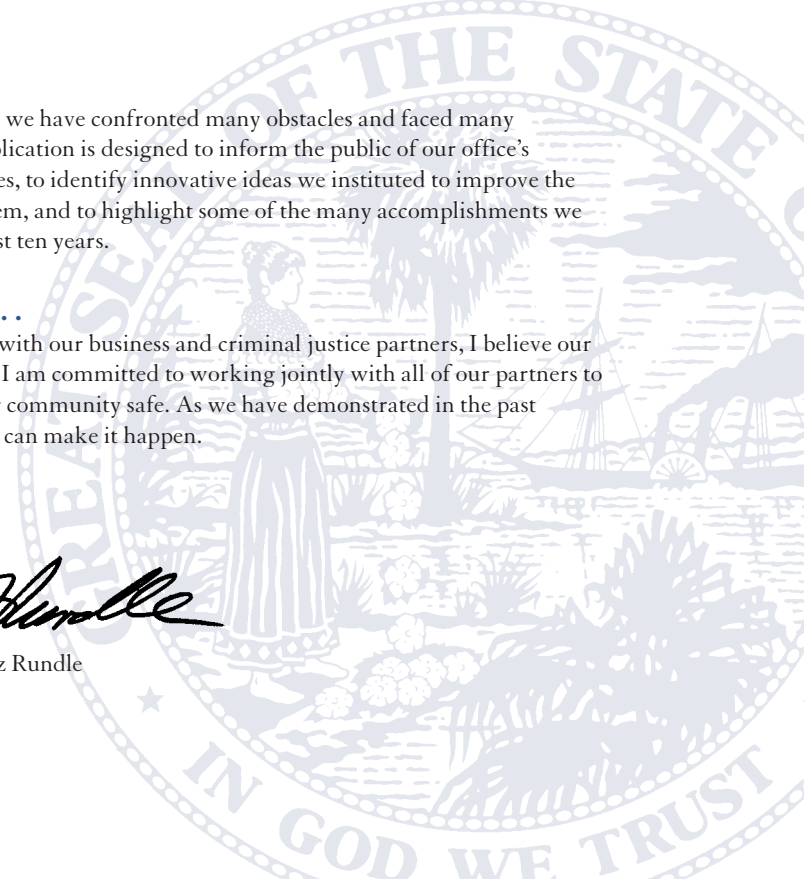 we have confronted many obstacles and faced many
lication is designed to inform the public of our office's
es, to identify innovative ideas we instituted to improve the
em, and to highlight some of the many accomplishments we
st ten years.
..
with our business and criminal justice partners, I believe our
I am committed to working jointly with all of our partners to
r community safe. As we have demonstrated in the past
can make it happen.
Rundle
z Rundle
GREAT SEAL OF THE STATE O
IN GOD WE TRUST